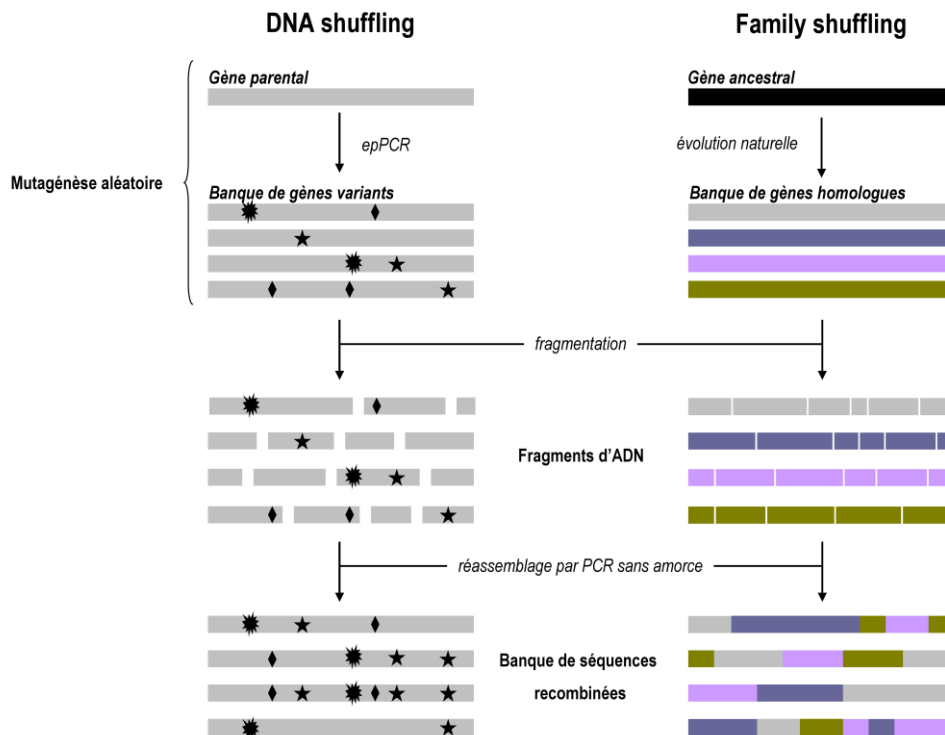 DNA shuffling
Family shuffling
Gène parental
Gène ancestral
epPCR
évolution naturelle
Mutagénèse aléatoire
Banque de gènes variants
Banque de gènes homologues
fragmentation
Fragments d'ADN
réassemblage par PCR sans amorce
Banque de séquences
recombinées